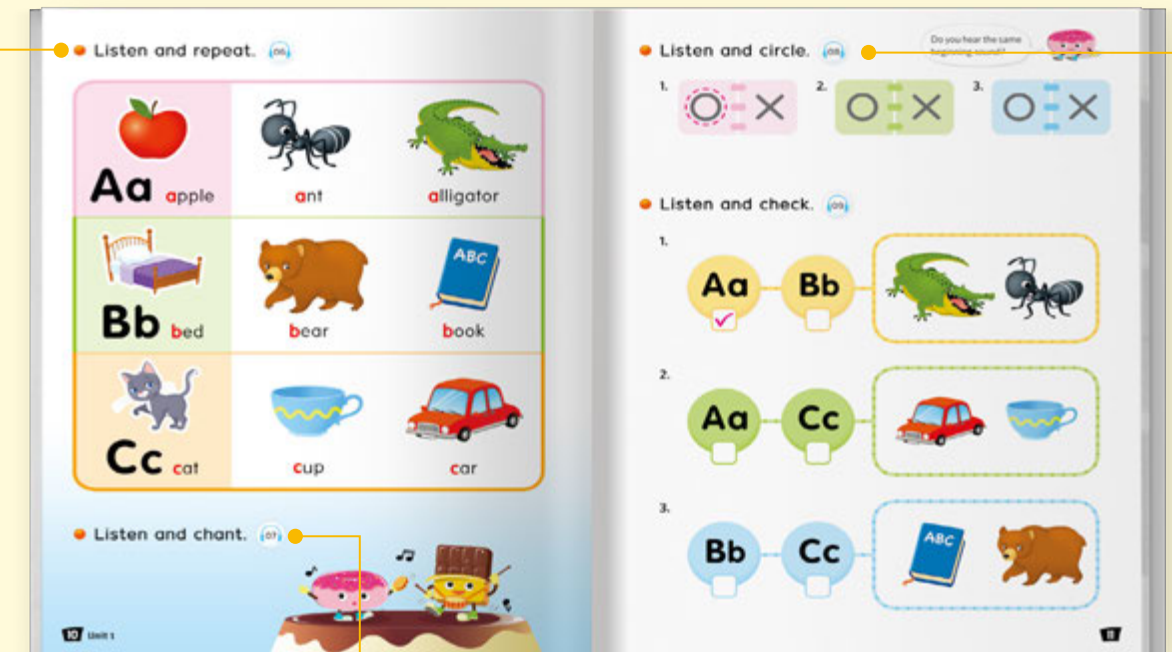 Listen and repeat. 06
Aa apple
ant
alligator
Bb bed
bear
ABC
book
Cc cat
cup
car
Listen and chant. 07
10 Unit 1
Listen and circle. 08
Do you hear the same
beginning sound?
1. O X
2. O X
3. O X
Listen and check. 09
1.
Aa Bb
2.
Aa Cc
3.
Bb Cc
ABC
11